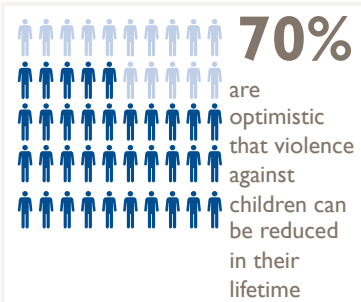 70%
are
optimistic
that violence
against
children can
be reduced
in their
lifetime